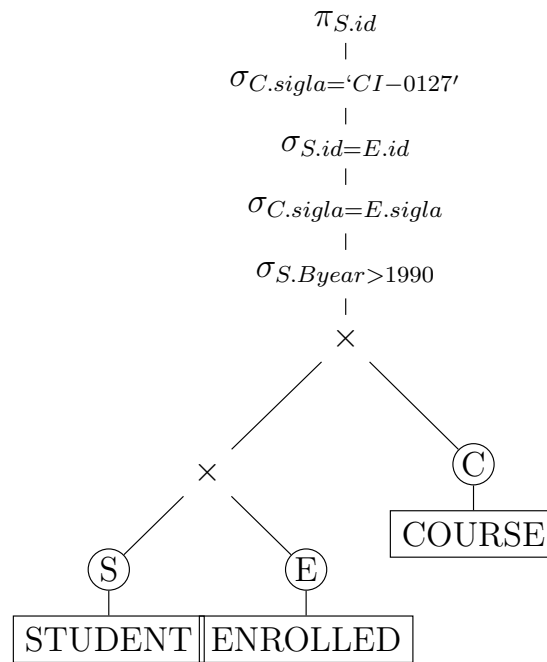 π_{S.id}
σ_{C.sigla=‘CI−0127′}
σ_{S.id=E.id}
σ_{C.sigla=E.sigla}
σ_{S.Byear>1990}
×
×
C
COURSE
S
E
STUDENT
ENROLLED